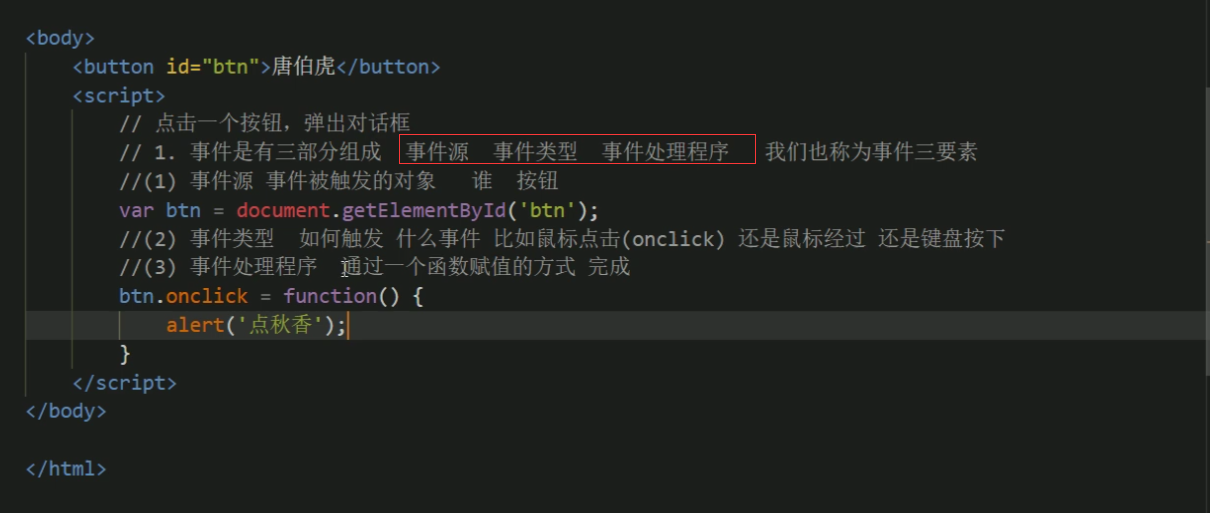 <body>
<button id="btn">唐伯虎</button>
<script>
// 点击一个按钮，弹出对话框
// 1. 事件是有三部分组成 事件源 事件类型 事件处理程序 我们也称为事件三要素
//(1) 事件源 事件被触发的对象 谁 按钮
var btn = document.getElementById('btn');
//(2) 事件类型 如何触发 什么事件 比如鼠标点击(onclick) 还是鼠标经过 还是键盘按下
//(3) 事件处理程序 通过一个函数赋值的方式 完成
btn.onclick = function() {
alert('点秋香');
}
</script>
</body>
</html>